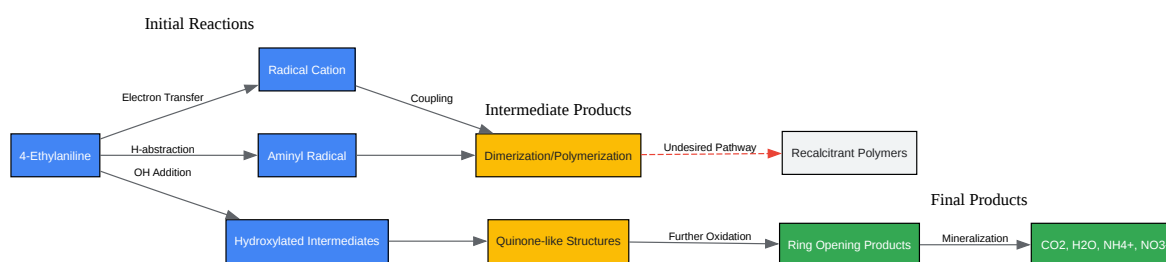 Initial Reactions
Radical Cation
Electron Transfer
Coupling
Intermediate Products
4-Ethylaniline
H-abstraction
Aminyl Radical
Dimerization/Polymerization
Undesired Pathway
Recalcitrant Polymers
OH Addition
Final Products
Hydroxylated Intermediates
Quinone-like Structures
Further Oxidation
Ring Opening Products
Mineralization
CO2, H2O, NH4+, NO3